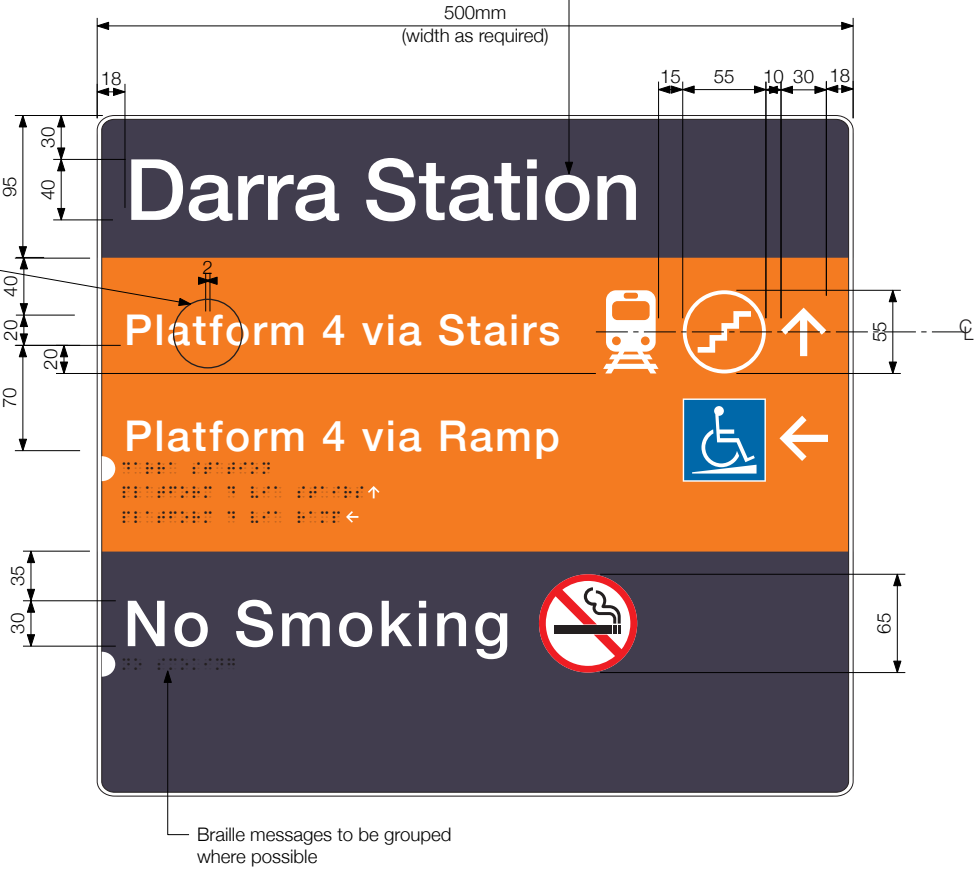 500mm
(width as required)
18
15
55
10
30
18
30
40
95
Darra Station
2
40
20
20
70
Platform 4 via Stairs
55
℄
Platform 4 via Ramp
35
30
No Smoking
65
Braille messages to be grouped
where possible